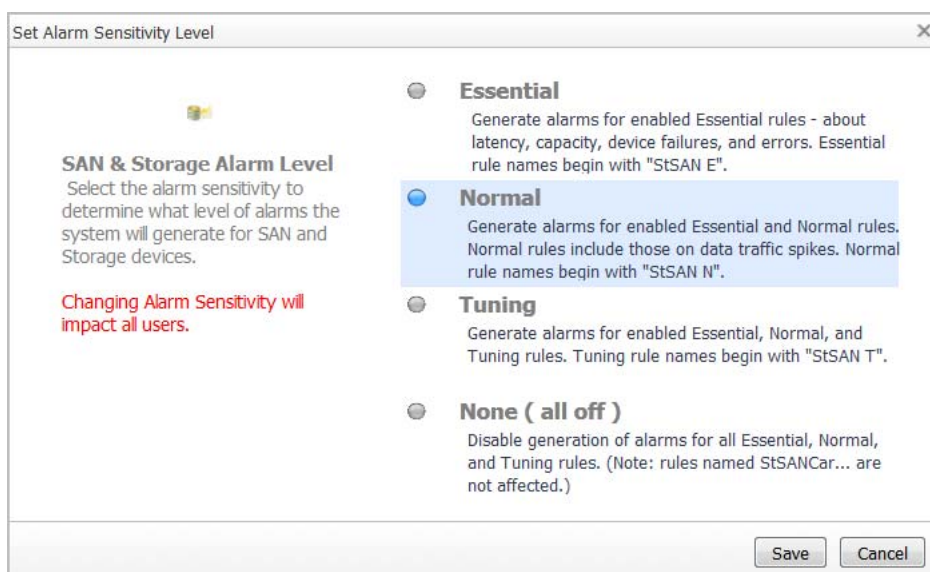 Set Alarm Sensitivity Level
SAN & Storage Alarm Level
Select the alarm sensitivity to
determine what level of alarms the
system will generate for SAN and
Storage devices.
Changing Alarm Sensitivity will
impact all users.
Essential
Generate alarms for enabled Essential rules - about
latency, capacity, device failures, and errors. Essential
rule names begin with "StSAN E".
Normal
Generate alarms for enabled Essential and Normal rules.
Normal rules include those on data traffic spikes. Normal
rule names begin with "StSAN N".
Tuning
Generate alarms for enabled Essential, Normal, and
Tuning rules. Tuning rule names begin with "StSAN T".
None ( all off )
Disable generation of alarms for all Essential, Normal,
and Tuning rules. (Note: rules named StSANCar... are
not affected.)
Save
Cancel